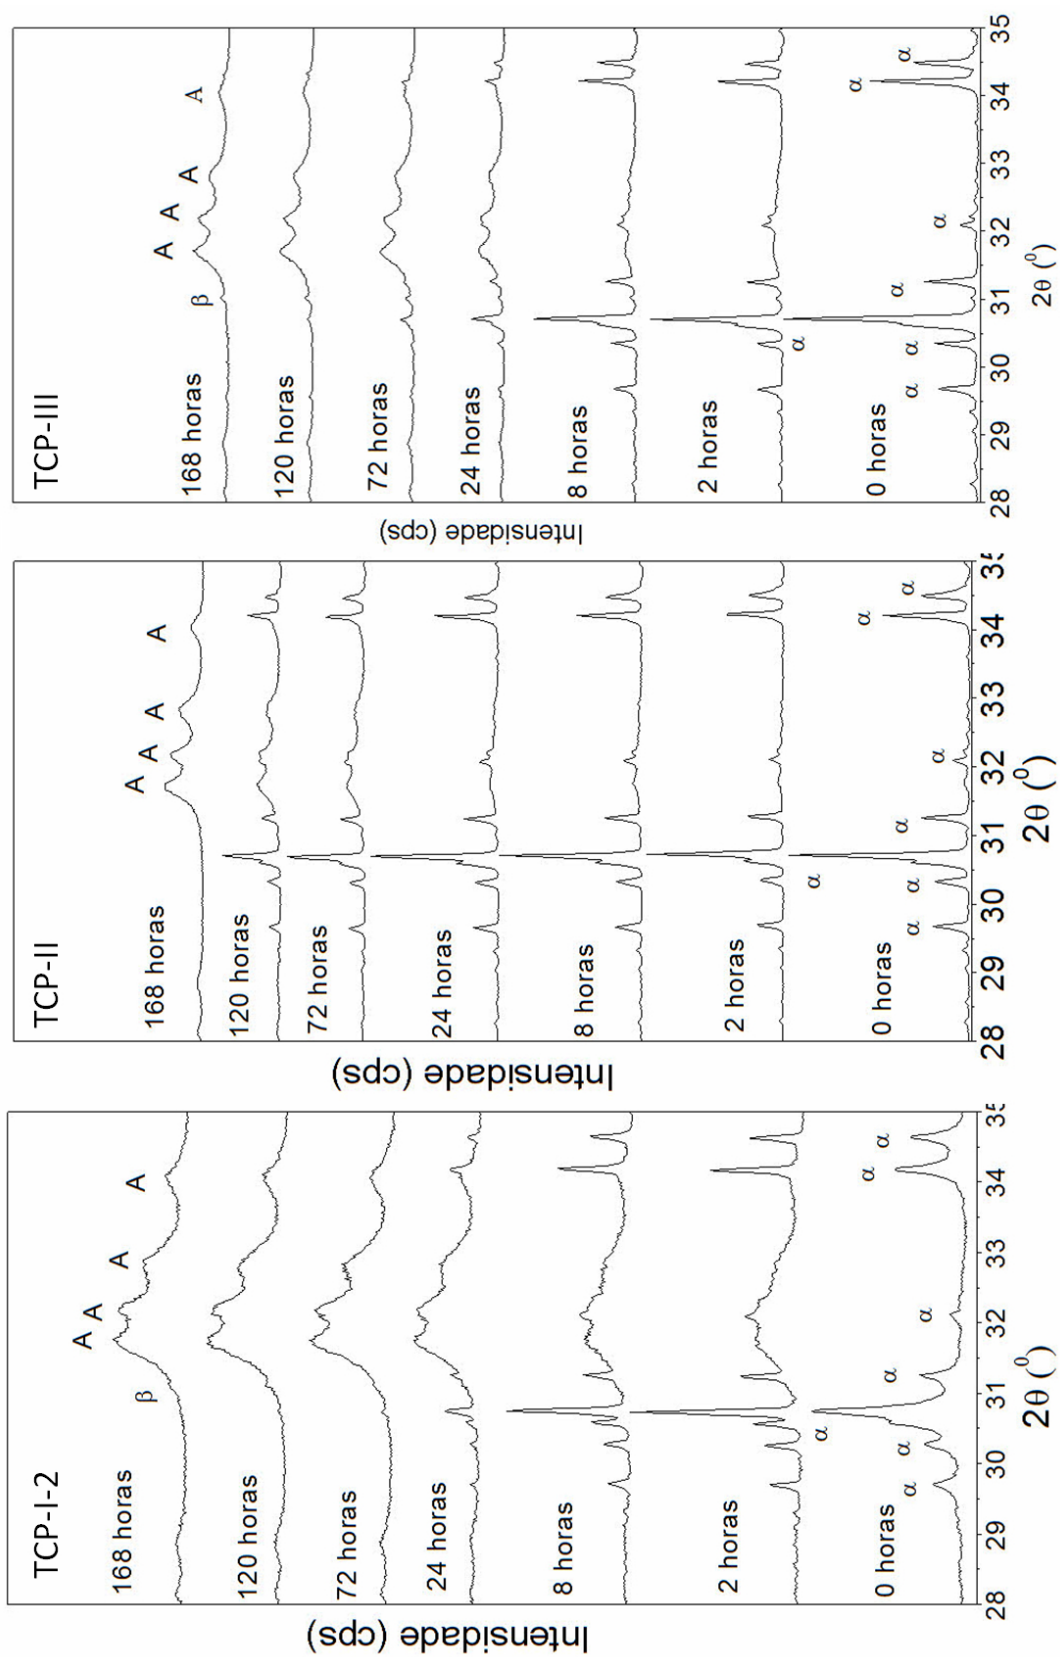 TCP-I-2
168 horas
β
A
A
A
A
120 horas
72 horas
24 horas
8 horas
2 horas
α
0 horas
α
α
α
α
α
α
28 29 30 31 32 33 34
2θ (⁰)
Intensidade (cps)
TCP-II
168 horas
A
A
A
A
120 horas
72 horas
24 horas
8 horas
2 horas
α
0 horas
α
α
α
α
α
α
28 29 30 31 32 33 34
2θ (⁰)
Intensidade (cps)
TCP-III
168 horas
β
A
A
A
A
120 horas
72 horas
24 horas
8 horas
2 horas
α
0 horas
α
α
α
α
α
α
28 29 30 31 32 33 34 35
2θ (⁰)
Intensidade (cps)